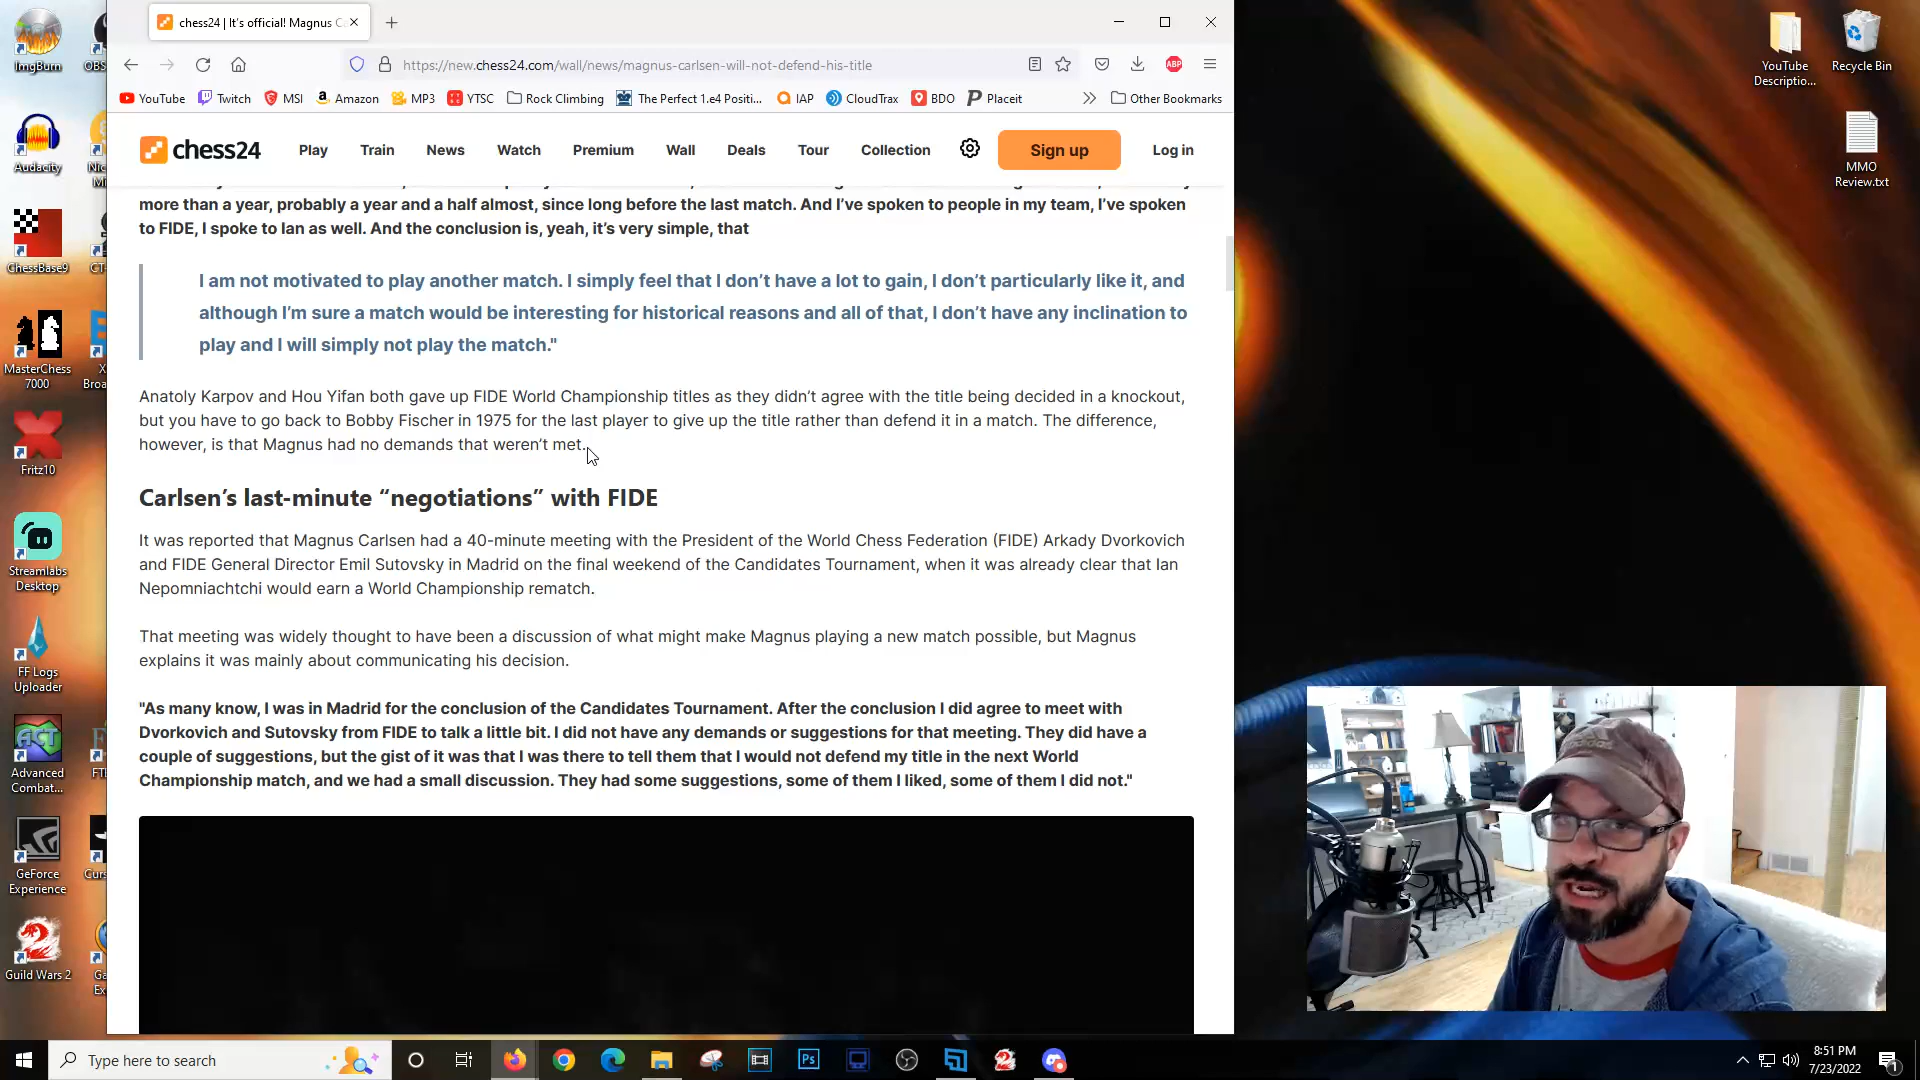 ImgBurn
OBS
Audacity
ChessBase9
MasterChess
7000
Fritz10
Streamlabs
Desktop
FF Logs
Uploader
Advanced
Combat...
GeForce
Experience
Guild Wars 2
chess24 | It's official! Magnus C
https://new.chess24.com/wall/news/magnus-carlsen-will-not-defend-his-title
ABP
YouTube Twitch MSI Amazon MP3 YTSC Rock Climbing The Perfect 1.e4 Positi... IAP CloudTrax BDO Placeit Other Bookmarks
chess24 Play Train News Watch Premium Wall Deals Tour Collection Sign up Log in
more than a year, probably a year and a half almost, since long before the last match. And I've spoken to people in my team, I've spoken
to FIDE, I spoke to Ian as well. And the conclusion is, yeah, it's very simple, that
I am not motivated to play another match. I simply feel that I don't have a lot to gain, I don't particularly like it, and
although I'm sure a match would be interesting for historical reasons and all of that, I don't have any inclination to
play and I will simply not play the match."
Anatoly Karpov and Hou Yifan both gave up FIDE World Championship titles as they didn't agree with the title being decided in a knockout,
but you have to go back to Bobby Fischer in 1975 for the last player to give up the title rather than defend it in a match. The difference,
however, is that Magnus had no demands that weren't met.
Carlsen's last-minute “negotiations” with FIDE
It was reported that Magnus Carlsen had a 40-minute meeting with the President of the World Chess Federation (FIDE) Arkady Dvorkovich
and FIDE General Director Emil Sutovsky in Madrid on the final weekend of the Candidates Tournament, when it was already clear that Ian
Nepomniachtchi would earn a World Championship rematch.
That meeting was widely thought to have been a discussion of what might make Magnus playing a new match possible, but Magnus
explains it was mainly about communicating his decision.
"As many know, I was in Madrid for the conclusion of the Candidates Tournament. After the conclusion I did agree to meet with
Dvorkovich and Sutovsky from FIDE to talk a little bit. I did not have any demands or suggestions for that meeting. They did have a
couple of suggestions, but the gist of it was that I was there to tell them that I would not defend my title in the next World
Championship match, and we had a small discussion. They had some suggestions, some of them I liked, some of them I did not."
YouTube
Descriptio...
Recycle Bin
MMO
Review.txt
Type here to search
Ps
8:51 PM
7/23/2022
1